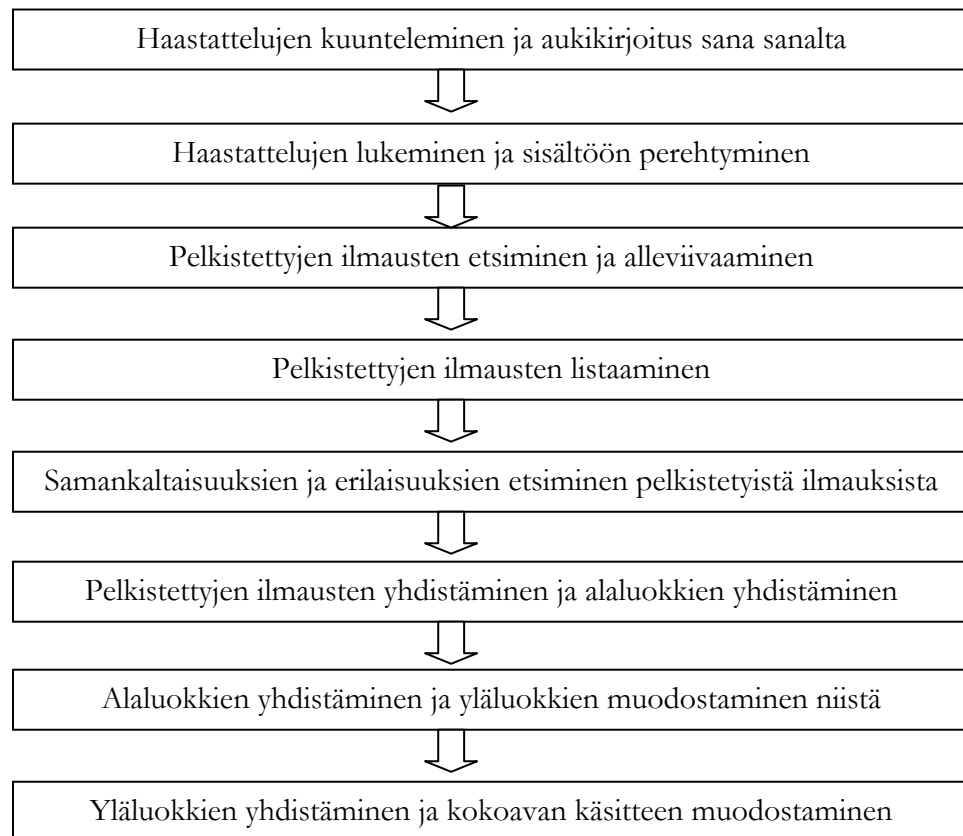 Haastattelujen kuunteleminen ja aukikirjoitus sana sanalta
Haastattelujen lukeminen ja sisältöön perehtyminen
Pelkistettyjen ilmausten etsiminen ja alleviivaaminen
Pelkistettyjen ilmausten listaaminen
Samankaltaisuuksien ja erilaisuuksien etsiminen pelkistetyistä ilmauksista
Pelkistettyjen ilmausten yhdistäminen ja alaluokkien yhdistäminen
Alaluokkien yhdistäminen ja yläluokkien muodostaminen niistä
Yläluokkien yhdistäminen ja kokoavan käsitteen muodostaminen